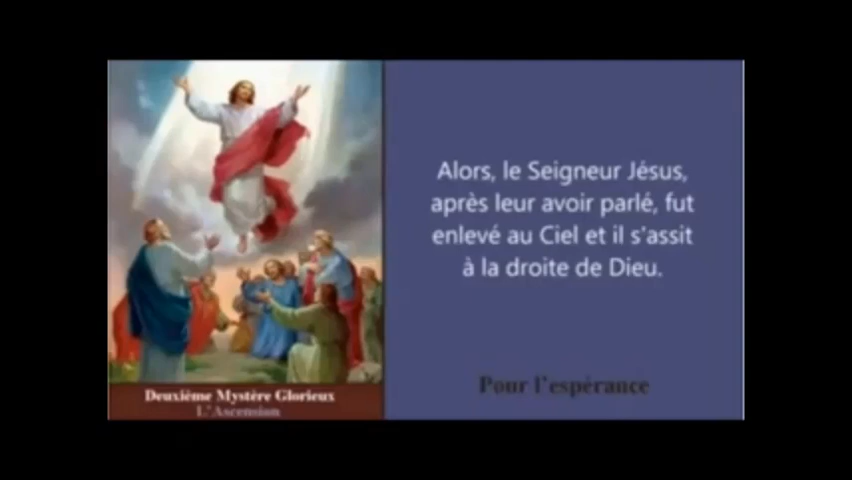 Alors, le Seigneur Jésus,
après leur avoir parlé, fut
enlevé au Ciel et il s'assit
à la droite de Dieu.
Pour l'espérance
Deuxième Mystère Glorieux
L'Ascension